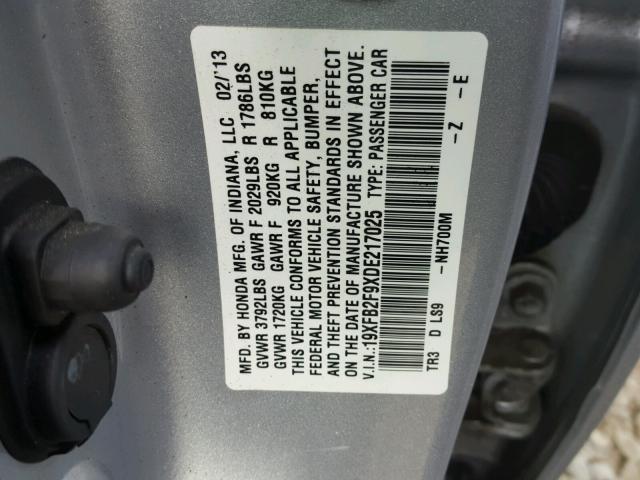 MFD. BY HONDA MFG. OF INDIANA, LLC 02/'13
GVWR 3792LBS GAWR F 2029LBS R 1786LBS
GVWR 1720KG GAWR F 920KG R 810KG
THIS VEHICLE CONFORMS TO ALL APPLICABLE
FEDERAL MOTOR VEHICLE SAFETY, BUMPER,
AND THEFT PREVENTION STANDARDS IN EFFECT
ON THE DATE OF MANUFACTURE SHOWN ABOVE.
V.I.N.:19XFB2F9XDE217025 TYPE: PASSENGER CAR
TR3 D LS9 -NH700M -Z -E